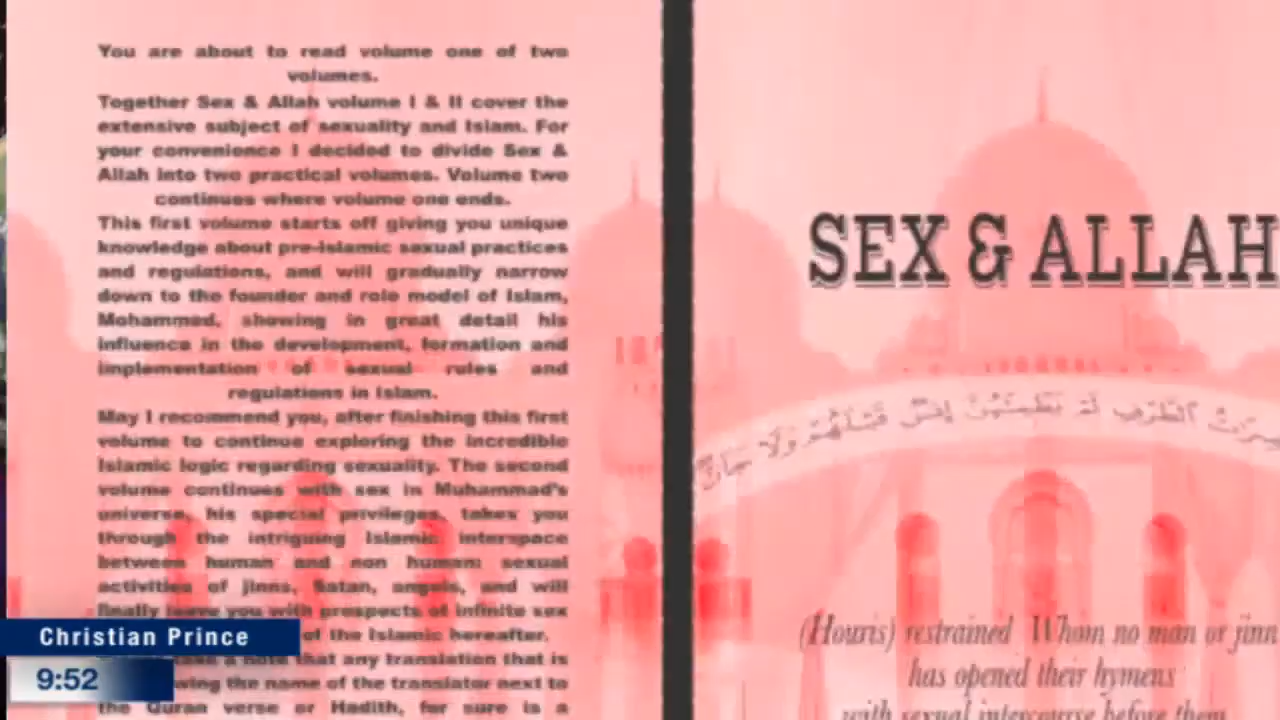 You are about to read volume one of two
volumes.
Together Sex & Allah volume I & II cover the
extensive subject of sexuality and Islam. For
your convenience I decided to divide Sex &
Allah into two practical volumes. Volume two
continues where volume one ends.
This first volume starts off giving you unique
knowledge about pre-Islamic sexual practices
and regulations, and will gradually narrow
down to the founder and role model of Islam,
Mohammed, showing in great detail his
influence in the development, formation and
implementation of sexual rules and
regulations in Islam.
May I recommend you, after finishing this first
volume to continue exploring the incredible
Islamic logic regarding sexuality. The second
volume continues with sex in Muhammad's
universe, his special privileges, takes you
through the intriguing Islamic interspace
between human and non human: sexual
activities of jinns, Satan, angels, and will
finally leave you with prospects of infinite sex
of the Islamic hereafter.
take a note that any translation that is
wing the name of the translator next to
the Quran verse or Hadith, for sure is a
Christian Prince
9:52
SEX & ALLAH
(Houris) restrained Whom no man or jinn
has opened their hymens
with sexual intercourse before them